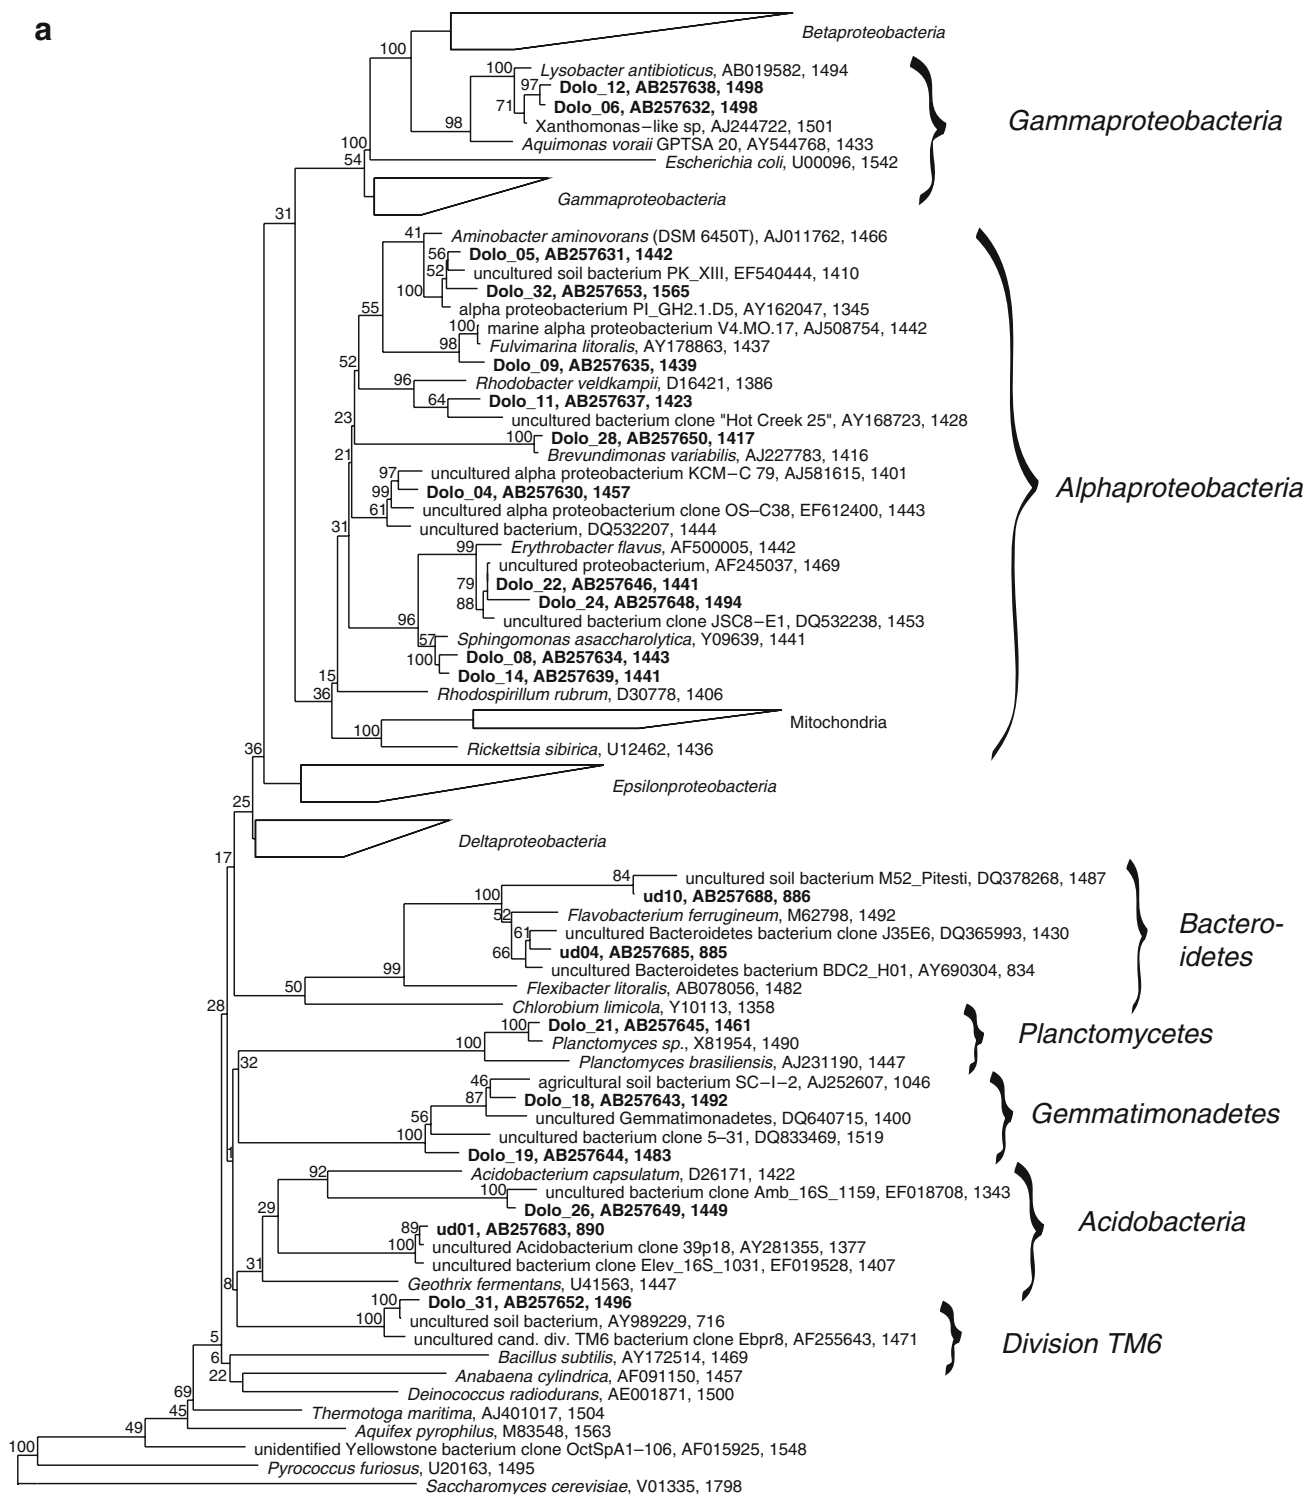 a
Betaproteobacteria
100
100
Lysobacter antibioticus, AB019582, 1494
97
Dolo_12, AB257638, 1498
71
Dolo_06, AB257632, 1498
Gammaproteobacteria
98
Xanthomonas–like sp, AJ244722, 1501
Aquimonas voraii GPTSA 20, AY544768, 1433
100
54
Escherichia coli, U00096, 1542
Gammaproteobacteria
31
41
Aminobacter aminovorans (DSM 6450T), AJ011762, 1466
56
Dolo_05, AB257631, 1442
52
uncultured soil bacterium PK_XIII, EF540444, 1410
100
Dolo_32, AB257653, 1565
55
alpha proteobacterium PI_GH2.1.D5, AY162047, 1345
100
marine alpha proteobacterium V4.MO.17, AJ508754, 1442
98
Fulvimarina litoralis, AY178863, 1437
52
Dolo_09, AB257635, 1439
96
Rhodobacter veldkampii, D16421, 1386
64
Dolo_11, AB257637, 1423
23
uncultured bacterium clone "Hot Creek 25", AY168723, 1428
100
Dolo_28, AB257650, 1417
21
Brevundimonas variabilis, AJ227783, 1416
97
uncultured alpha proteobacterium KCM–C 79, AJ581615, 1401
99
Dolo_04, AB257630, 1457
Alphaproteobacteria
61
uncultured alpha proteobacterium clone OS–C38, EF612400, 1443
31
uncultured bacterium, DQ532207, 1444
99
Erythrobacter flavus, AF500005, 1442
uncultured proteobacterium, AF245037, 1469
79
Dolo_22, AB257646, 1441
88
Dolo_24, AB257648, 1494
96
uncultured bacterium clone JSC8–E1, DQ532238, 1453
57
Sphingomonas asaccharolytica, Y09639, 1441
100
Dolo_08, AB257634, 1443
15
Dolo_14, AB257639, 1441
36
Rhodospirillum rubrum, D30778, 1406
Mitochondria
100
Rickettsia sibirica, U12462, 1436
36
Epsilonproteobacteria
25
Deltaproteobacteria
17
84
uncultured soil bacterium M52_Pitesti, DQ378268, 1487
100
ud10, AB257688, 886
52
Flavobacterium ferrugineum, M62798, 1492
61
uncultured Bacteroidetes bacterium clone J35E6, DQ365993, 1430
Bactero-
idetes
66
ud04, AB257685, 885
99
uncultured Bacteroidetes bacterium BDC2_H01, AY690304, 834
50
Flexibacter litoralis, AB078056, 1482
28
Chlorobium limicola, Y10113, 1358
100
Dolo_21, AB257645, 1461
Planctomycetes
100
Planctomyces sp., X81954, 1490
32
Planctomyces brasiliensis, AJ231190, 1447
46
agricultural soil bacterium SC–I–2, AJ252607, 1046
87
Dolo_18, AB257643, 1492
Gemmatimonadetes
56
uncultured Gemmatimonadetes, DQ640715, 1400
100
uncultured bacterium clone 5–31, DQ833469, 1519
1
Dolo_19, AB257644, 1483
92
Acidobacterium capsulatum, D26171, 1422
100
uncultured bacterium clone Amb_16S_1159, EF018708, 1343
29
Dolo_26, AB257649, 1449
Acidobacteria
89
ud01, AB257683, 890
100
uncultured Acidobacterium clone 39p18, AY281355, 1377
31
uncultured bacterium clone Elev_16S_1031, EF019528, 1407
8
Geothrix fermentans, U41563, 1447
100
Dolo_31, AB257652, 1496
100
uncultured soil bacterium, AY989229, 716
5
uncultured cand. div. TM6 bacterium clone Ebpr8, AF255643, 1471
Division TM6
6
Bacillus subtilis, AY172514, 1469
22
Anabaena cylindrica, AF091150, 1457
69
Deinococcus radiodurans, AE001871, 1500
45
Thermotoga maritima, AJ401017, 1504
49
Aquifex pyrophilus, M83548, 1563
100
unidentified Yellowstone bacterium clone OctSpA1–106, AF015925, 1548
Pyrococcus furiosus, U20163, 1495
Saccharomyces cerevisiae, V01335, 1798